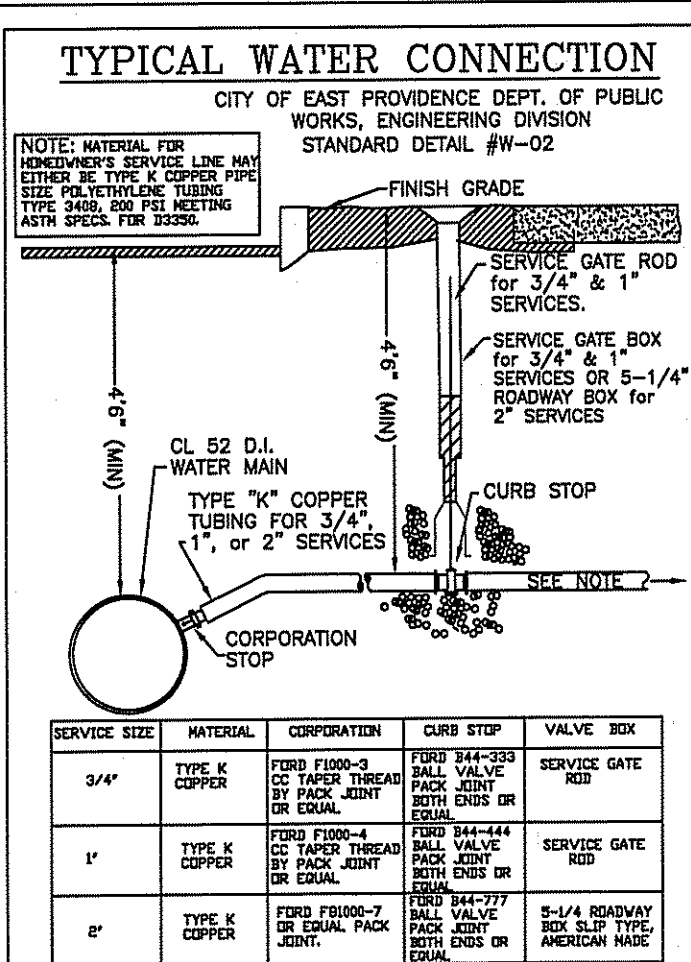 TYPICAL WATER CONNECTION
CITY OF EAST PROVIDENCE DEPT. OF PUBLIC
WORKS, ENGINEERING DIVISION
STANDARD DETAIL #W-02
NOTE: MATERIAL FOR
HOMEOWNER'S SERVICE LINE MAY
EITHER BE TYPE K COPPER PIPE
SIZE POLYETHYLENE TUBING
TYPE 3408, 200 PSI MEETING
ASTM SPECS. FOR D3350.
FINISH GRADE
SERVICE GATE ROD
for 3/4" & 1"
SERVICES.
SERVICE GATE BOX
for 3/4" & 1"
SERVICES OR 5-1/4"
ROADWAY BOX for
2" SERVICES
4'6" (MIN)
4'6" (MIN)
CL 52 D.I.
WATER MAIN
TYPE "K" COPPER
TUBING FOR 3/4",
1", or 2" SERVICES
CURB STOP
SEE NOTE
CORPORATION
STOP
SERVICE SIZE MATERIAL CORPORATION CURB STOP VALVE BOX
3/4"
TYPE K
COPPER
FORD F1000-3
CC TAPER THREAD
BY PACK JOINT
OR EQUAL
FORD B44-333
BALL VALVE
PACK JOINT
BOTH ENDS OR
EQUAL
SERVICE GATE
ROD
1"
TYPE K
COPPER
FORD F1000-4
CC TAPER THREAD
BY PACK JOINT
OR EQUAL
FORD B44-444
BALL VALVE
PACK JOINT
BOTH ENDS OR
EQUAL
SERVICE GATE
ROD
2"
TYPE K
COPPER
FORD FB1000-7
OR EQUAL PACK
JOINT.
FORD B44-777
BALL VALVE
PACK JOINT
BOTH ENDS OR
EQUAL
5-1/4 ROADWAY
BOX SLIP TYPE,
AMERICAN MADE